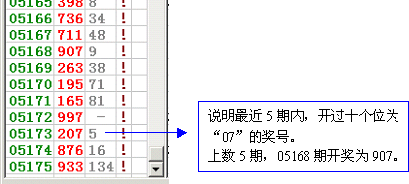 05165 398 8 !
05166 736 34 !
05167 711 48 !
05168 907 9 !
05169 263 38 !
05170 195 71 !
05171 165 81 !
05172 997 - !
05173 207 5 !
05174 876 16 !
05175 933 134 !
说明最近 5 期内，开过十个位为
“07”的奖号。
上数 5 期，05168 期开奖为 907。